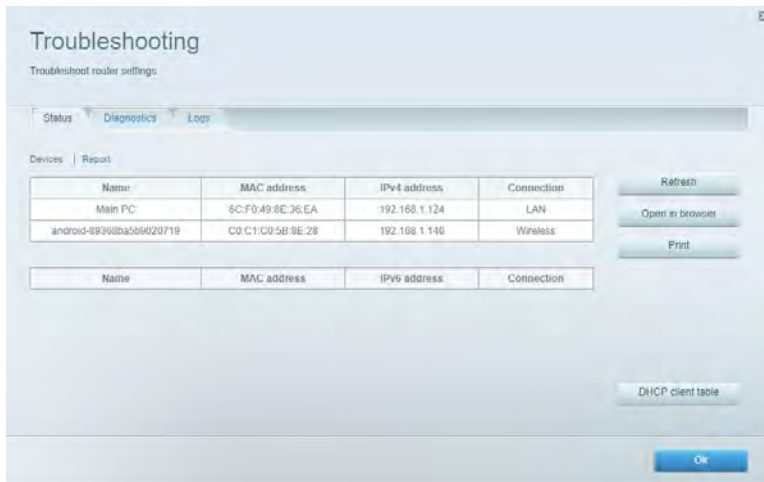 Troubleshooting
Troubleshoot router settings
Status Diagnostics Logs
Devices | Report
Name MAC address IPv4 address Connection
Main PC 6C:F0:49:8E:36:EA 192.168.1.124 LAN
android-89368ba5b9020719 C0:C1:C0:5B:8E:28 192.168.1.140 Wireless
Name MAC address IPv6 address Connection
Refresh
Open in browser
Print
DHCP client table
Ok